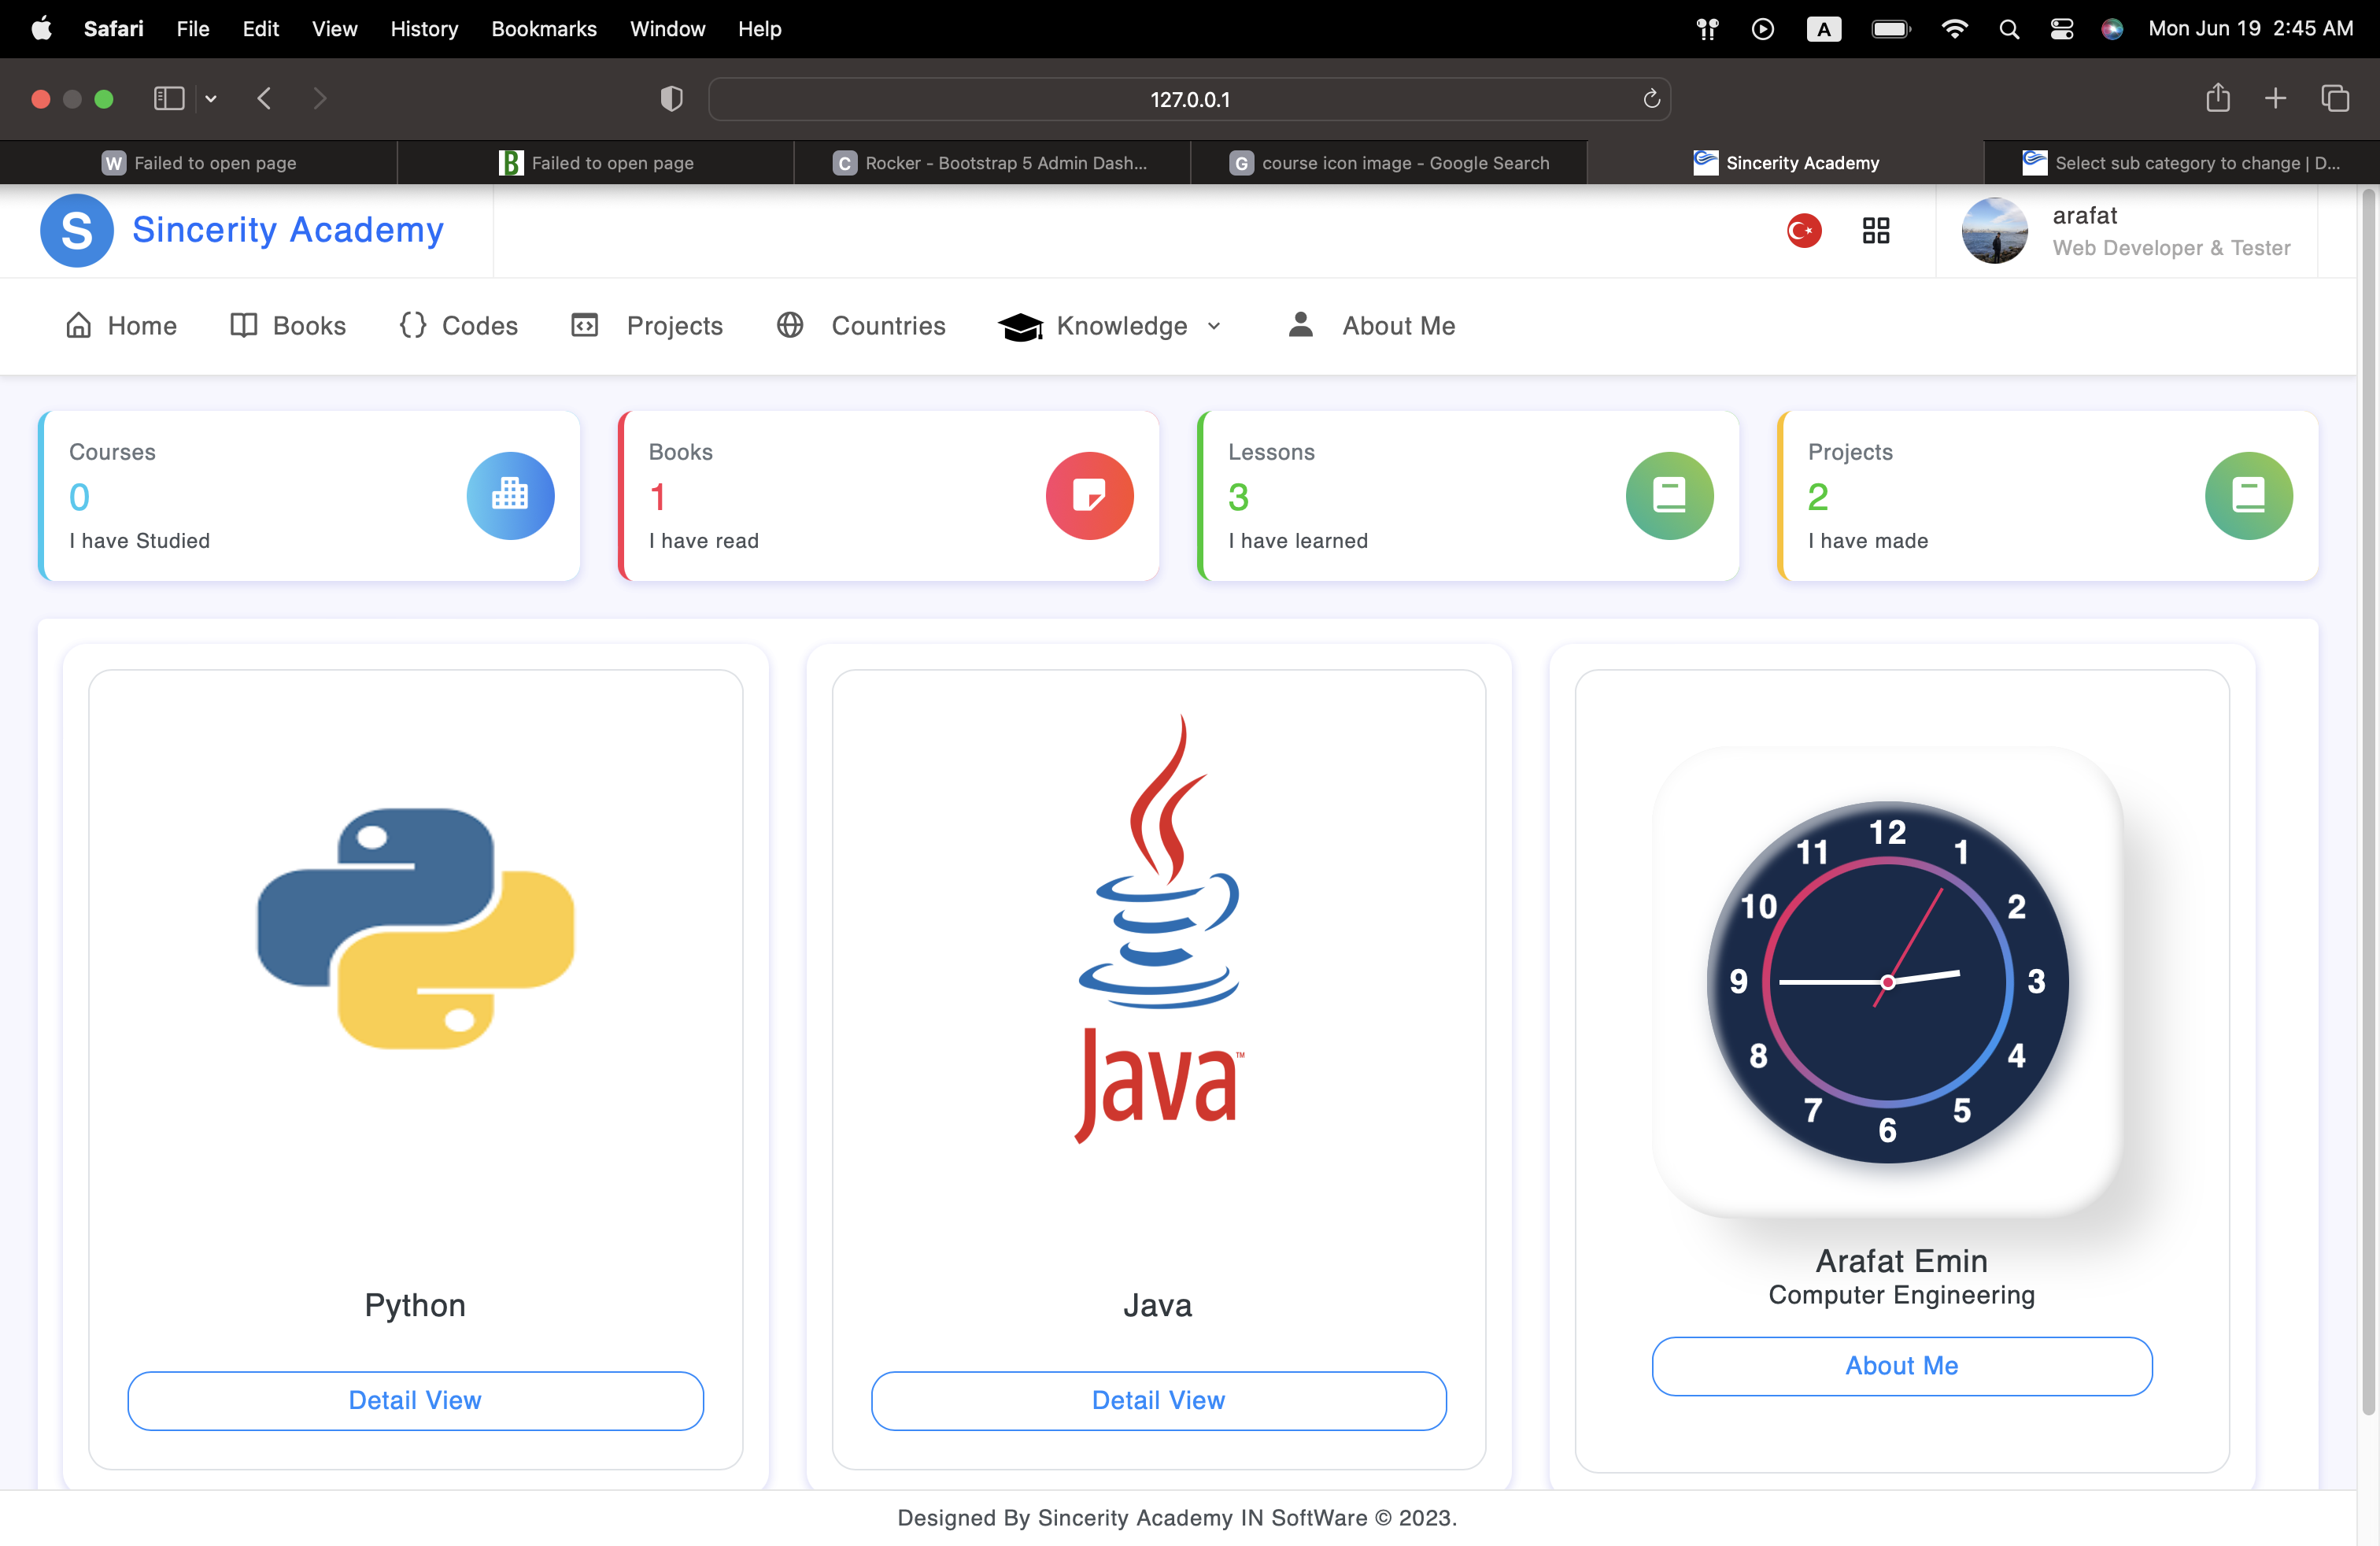 Safari File Edit View History Bookmarks Window Help A Mon Jun 19 2:45 AM
127.0.0.1
W Failed to open page B Failed to open page C Rocker - Bootstrap 5 Admin Dash... G course icon image - Google Search Sincerity Academy Select sub category to change | D...
S Sincerity Academy
arafat
Web Developer & Tester
Home Books Codes Projects Countries Knowledge About Me
Courses
0
I have Studied
Books
1
I have read
Lessons
3
I have learned
Projects
2
I have made
Java™
Python
Detail View
Java
Detail View
12
1
2
3
4
5
6
7
8
9
10
11
Arafat Emin
Computer Engineering
About Me
Designed By Sincerity Academy IN SoftWare © 2023.